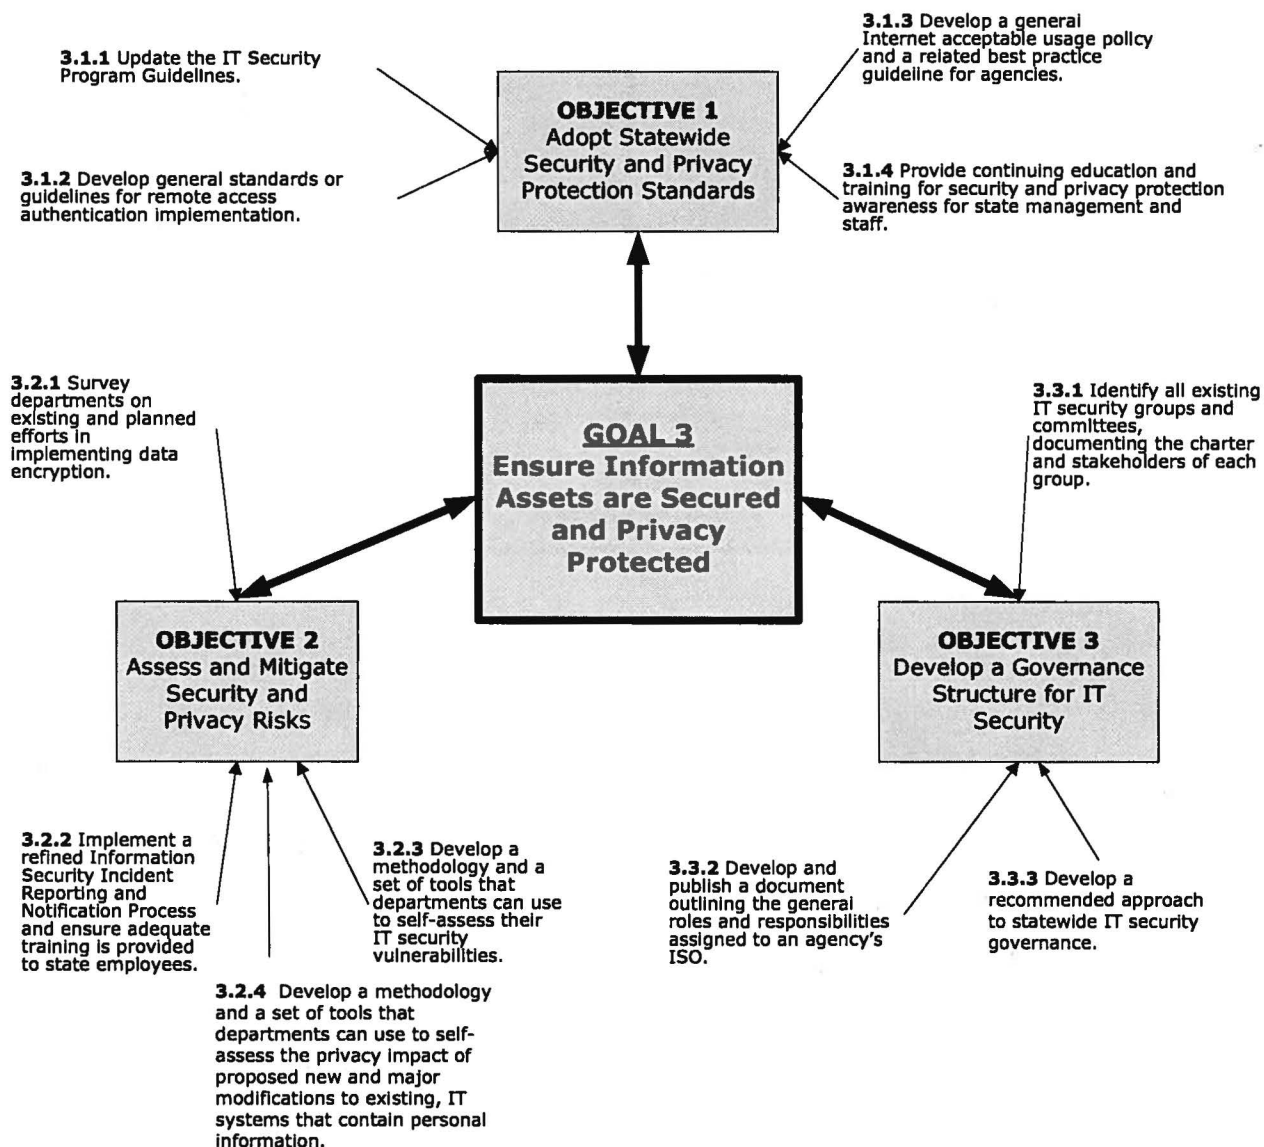 3.1.1 Update the IT Security
Program Guidelines.
3.1.2 Develop general standards or
guidelines for remote access
authentication implementation.
OBJECTIVE 1
Adopt Statewide
Security and Privacy
Protection Standards
3.1.3 Develop a general
Internet acceptable usage policy
and a related best practice
guideline for agencies.
3.1.4 Provide continuing education and
training for security and privacy protection
awareness for state management and
staff.
GOAL 3
Ensure Information
Assets are Secured
and Privacy
Protected
3.2.1 Survey
departments on
existing and planned
efforts in
implementing data
encryption.
OBJECTIVE 2
Assess and Mitigate
Security and
Privacy Risks
3.2.2 Implement a
refined Information
Security Incident
Reporting and
Notification Process
and ensure adequate
training is provided
to state employees.
3.2.3 Develop a
methodology and a
set of tools that
departments can use
to self-assess their
IT security
vulnerabilities.
3.2.4 Develop a methodology
and a set of tools that
departments can use to self-
assess the privacy impact of
proposed new and major
modifications to existing, IT
systems that contain personal
information.
3.3.1 Identify all existing
IT security groups and
committees,
documenting the charter
and stakeholders of each
group.
OBJECTIVE 3
Develop a Governance
Structure for IT
Security
3.3.2 Develop and
publish a document
outlining the general
roles and responsibilities
assigned to an agency's
ISO.
3.3.3 Develop a
recommended approach
to statewide IT security
governance.